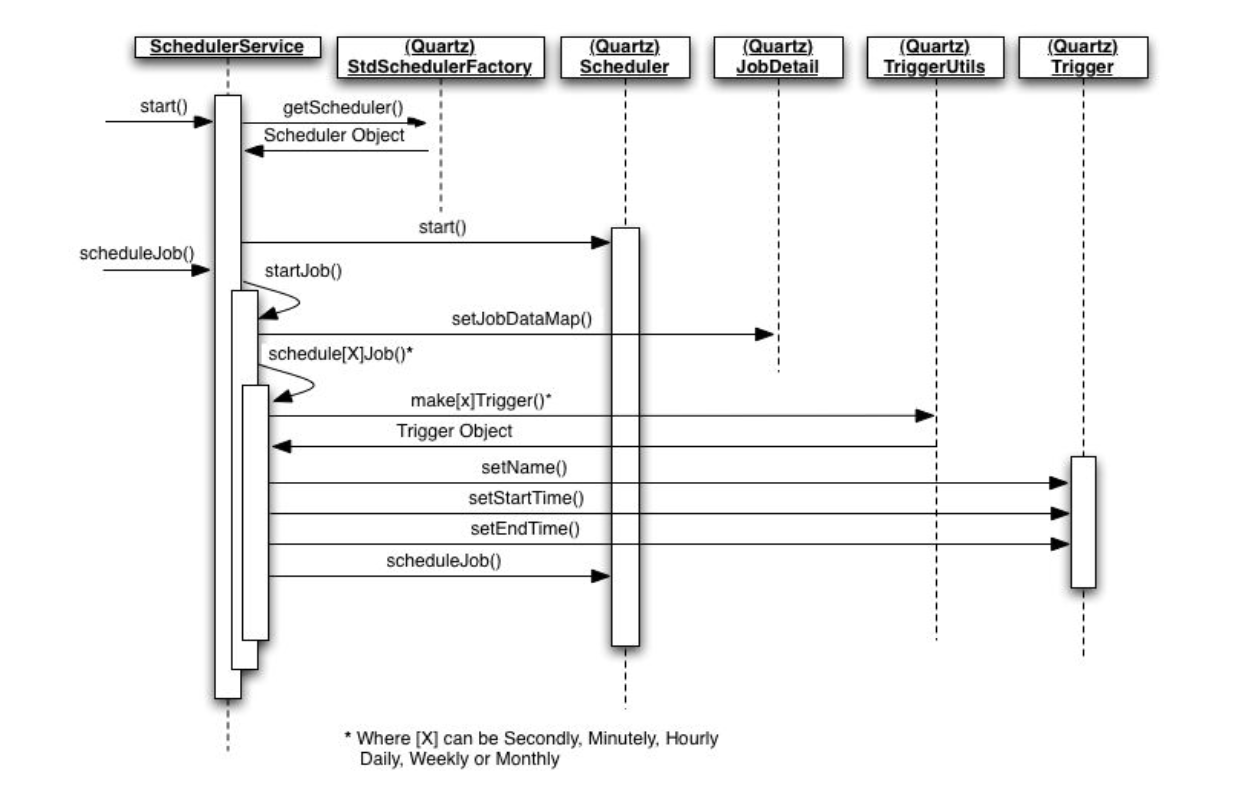 SchedulerService
(Quartz)
StdSchedulerFactory
(Quartz)
Scheduler
(Quartz)
JobDetail
(Quartz)
TriggerUtils
(Quartz)
Trigger
start()
getScheduler()
Scheduler Object
start()
scheduleJob()
startJob()
setJobDataMap()
schedule[X]Job()*
make[x]Trigger()*
Trigger Object
setName()
setStartTime()
setEndTime()
scheduleJob()
* Where [X] can be Secondly, Minutely, Hourly
Daily, Weekly or Monthly